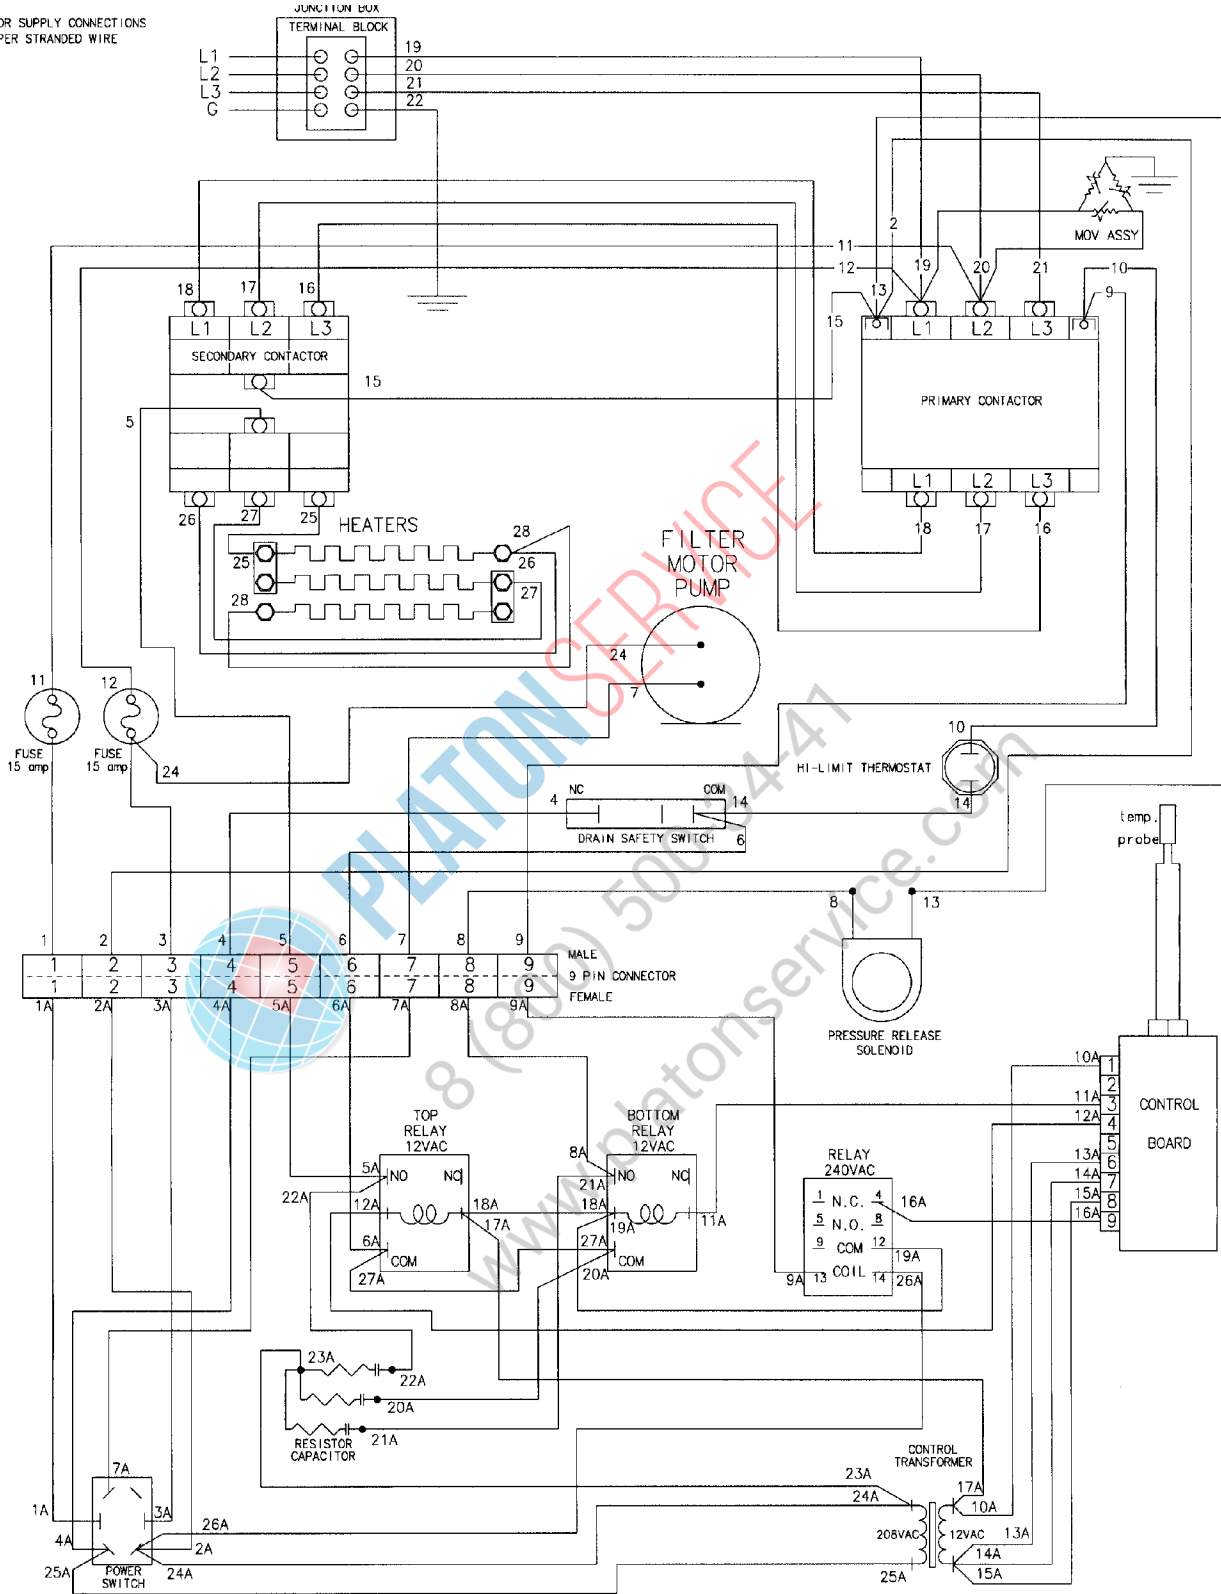 OR SUPPLY CONNECTIONS
PER STRANDED WIRE
JUNCTION BOX
TERMINAL BLOCK
L1
L2
L3
G
19
20
21
22
MOV ASSY
2
11
12
13
15
19
20
21
10
9
18
17
16
L1
L2
L3
SECONDARY CONTACTOR
15
5
L1
L2
L3
PRIMARY CONTACTOR
L1
L2
L3
18
17
16
26
27
25
HEATERS
28
25
26
27
28
FILTER
MOTOR
PUMP
24
7
11
12
FUSE
15 amp
FUSE
15 amp
24
10
HI-LIMIT THERMOSTAT
14
NC
COM
4
14
DRAIN SAFETY SWITCH
6
temp.
probe
8
13
PRESSURE RELEASE
SOLENOID
1 2 3 4 5 6 7 8 9
MALE
1 2 3 4 5 6 7 8 9
9 PIN CONNECTOR
1 2 3 4 5 6 7 8 9
FEMALE
1A 2A 3A 4A 5A 6A 7A 8A 9A
PLATONSERVICE
8 (800) 500-34-41
www.platonservice.com
10A
11A
12A
13A
14A
15A
16A
1
2
3
4
5
6
7
8
9
CONTROL
BOARD
TOP
RELAY
12VAC
5A
NO
NC
22A
12A
18A
17A
6A
COM
27A
BOTTOM
RELAY
12VAC
8A
NO
NC
21A
18A
19A
11A
27A
COM
20A
RELAY
240VAC
1 N.C. 4
16A
5 N.O. 8
9 COM 12
19A
9A
13 COIL 14
26A
23A
22A
20A
21A
RESISTOR
CAPACITOR
7A
1A
3A
4A
26A
2A
25A
24A
POWER
SWITCH
CONTROL
TRANSFORMER
23A
24A
17A
10A
208VAC
12VAC
13A
14A
25A
15A